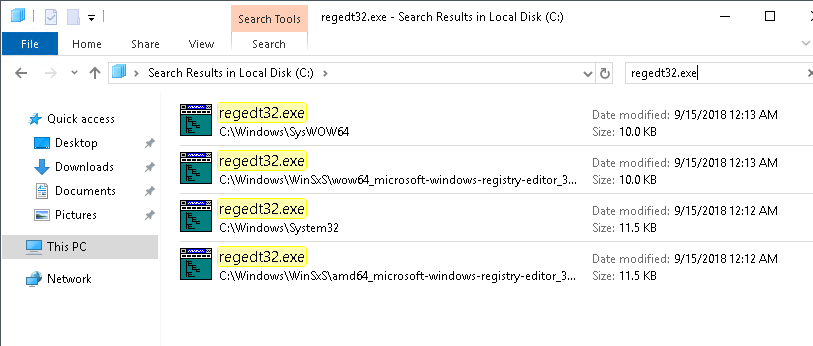 Search Tools
regedt32.exe - Search Results in Local Disk (C:)
File
Home
Share
View
Search
Search Results in Local Disk (C:)
regedt32.exe
Quick access
Desktop
Downloads
Documents
Pictures
This PC
Network
regedt32.exe
C:\Windows\SysWOW64
Date modified: 9/15/2018 12:13 AM
Size: 10.0 KB
regedt32.exe
C:\Windows\WinSxS\wow64_microsoft-windows-registry-editor_3...
Date modified: 9/15/2018 12:13 AM
Size: 10.0 KB
regedt32.exe
C:\Windows\System32
Date modified: 9/15/2018 12:12 AM
Size: 11.5 KB
regedt32.exe
C:\Windows\WinSxS\amd64_microsoft-windows-registry-editor_3...
Date modified: 9/15/2018 12:12 AM
Size: 11.5 KB